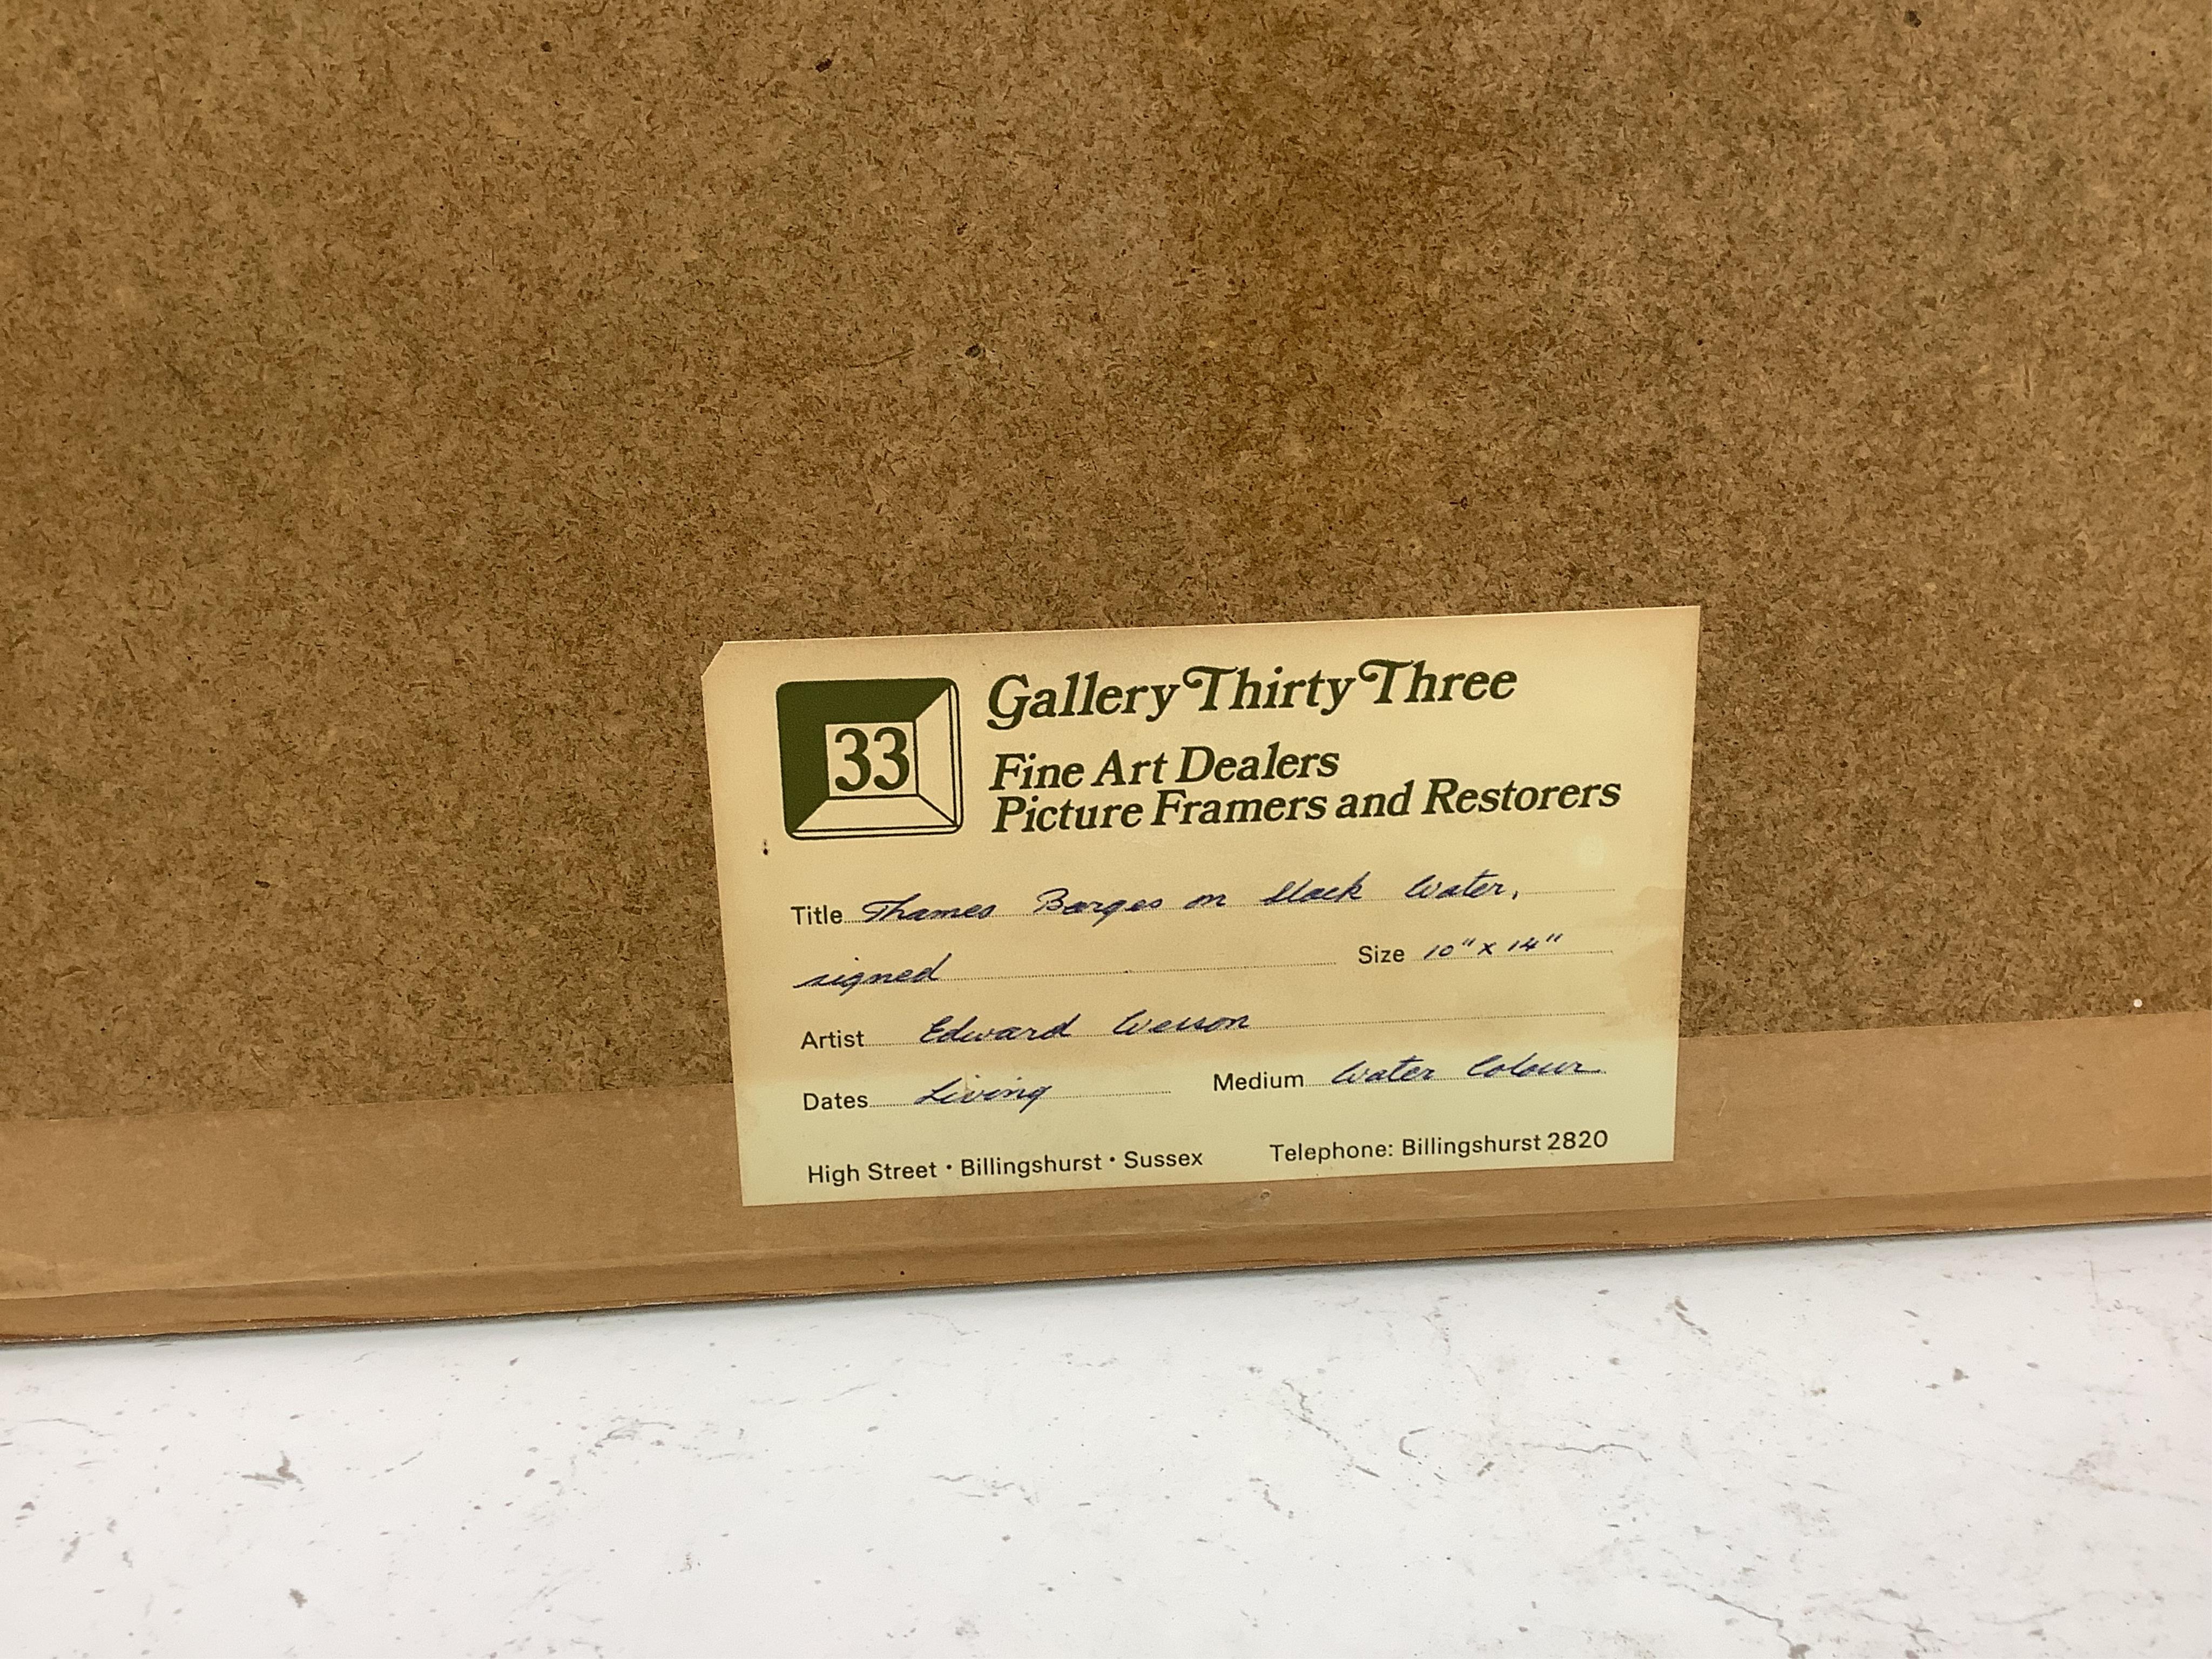 33
Gallery Thirty Three
Fine Art Dealers
Picture Framers and Restorers
Title Thames Barges on black Water,
signed Size 10" x 14"
Artist Edward Wesson
Dates Living Medium Water Colour
High Street • Billingshurst • Sussex Telephone: Billingshurst 2820